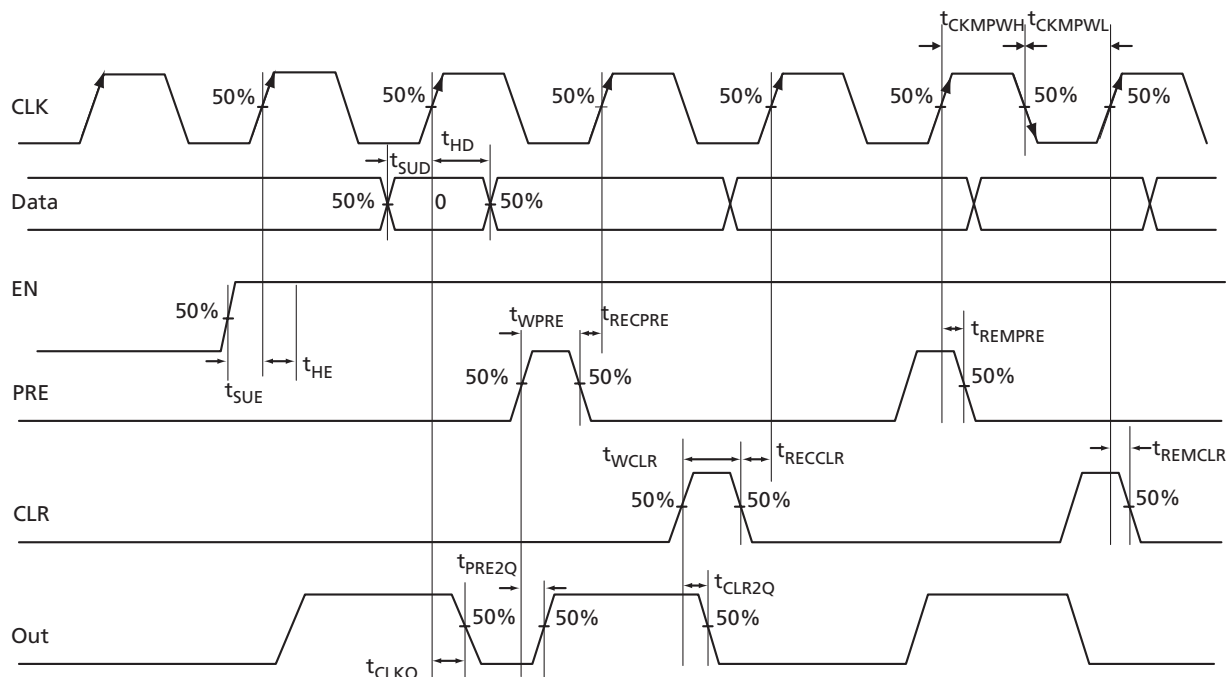 tCKMPWH tCKMPWL
CLK
50%
50%
50%
50%
50%
50%
50%
tSUD
tHD
Data
50%
0
50%
EN
50%
tSUE
tHE
tWPRE
tRECPRE
tREMPRE
PRE
50%
50%
50%
tWCLR
tRECCLR
tREMCLR
CLR
50%
50%
50%
tPRE2Q
tCLR2Q
Out
50%
50%
50%
tCLKQ